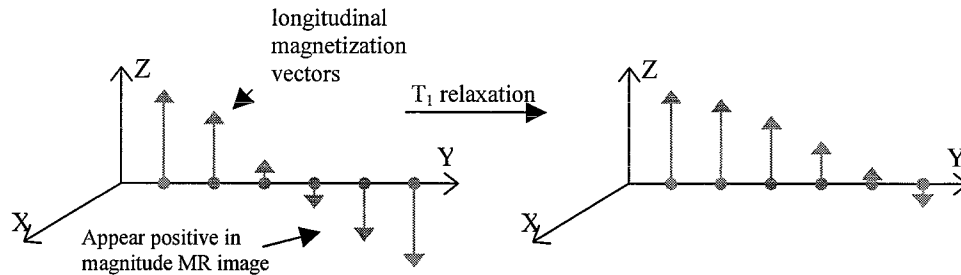 longitudinal
magnetization
vectors
Z
T₁ relaxation
Z
Y
Y
X
X
Appear positive in
magnitude MR image